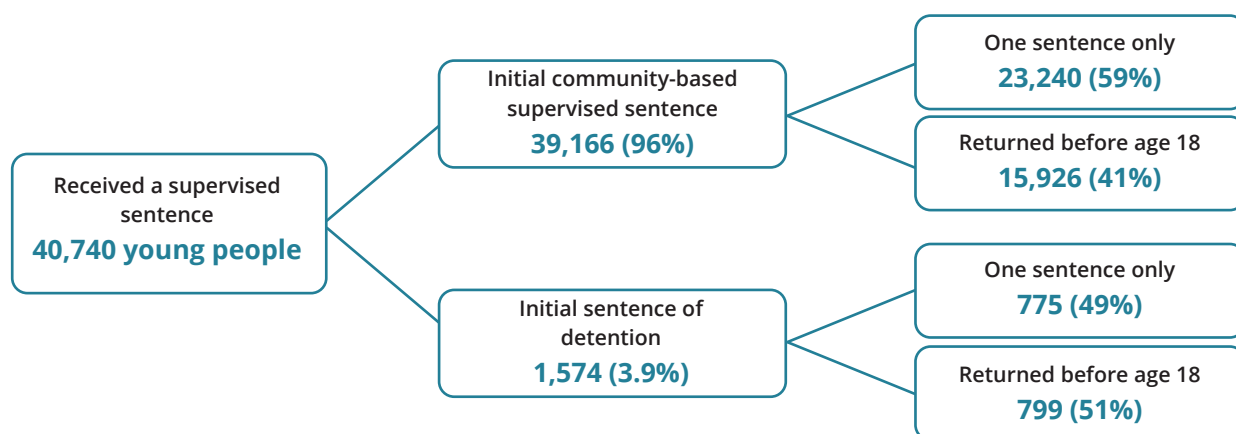 Received a supervised
sentence
40,740 young people
Initial community-based
supervised sentence
39,166 (96%)
One sentence only
23,240 (59%)
Returned before age 18
15,926 (41%)
Initial sentence of
detention
1,574 (3.9%)
One sentence only
775 (49%)
Returned before age 18
799 (51%)